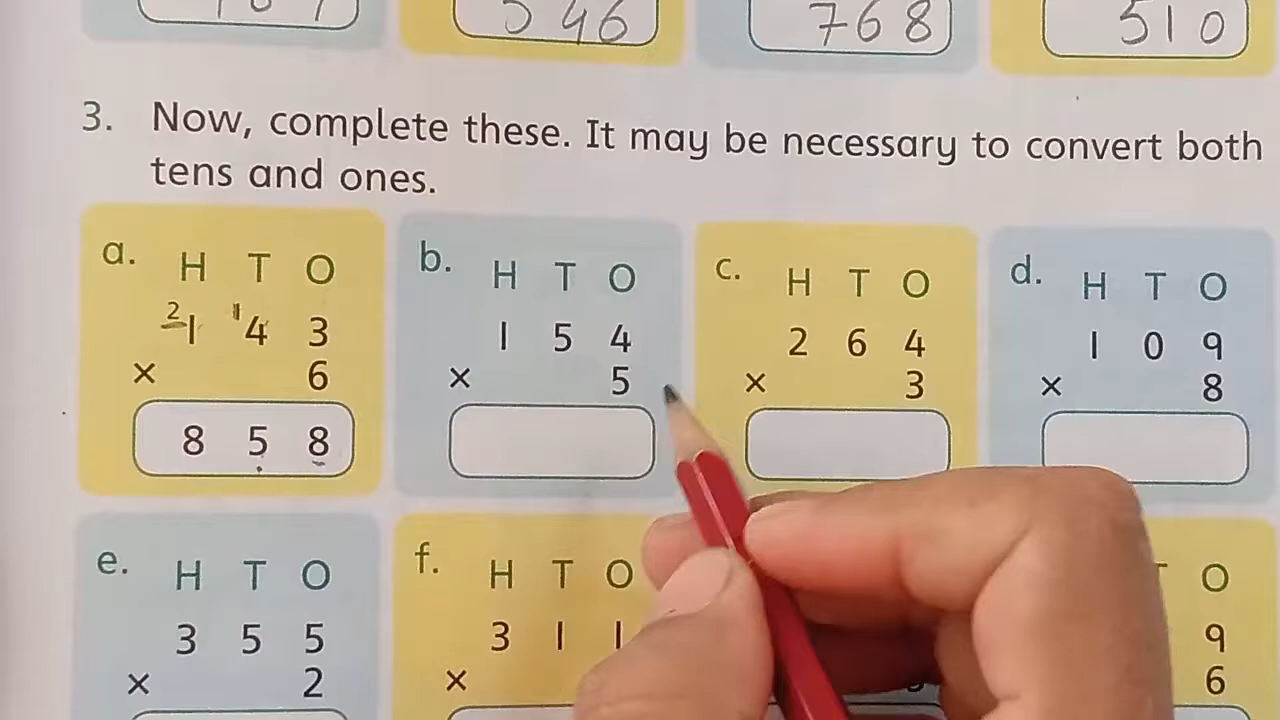 546
768
510
3. Now, complete these. It may be necessary to convert both
tens and ones.
a. H T O
2 1 1 4 3
× 6
8 5 8
b. H T O
1 5 4
× 5
c. H T O
2 6 4
× 3
d. H T O
1 0 9
× 8
e. H T O
3 5 5
× 2
f. H T O
3 1 1
×
O
9
6